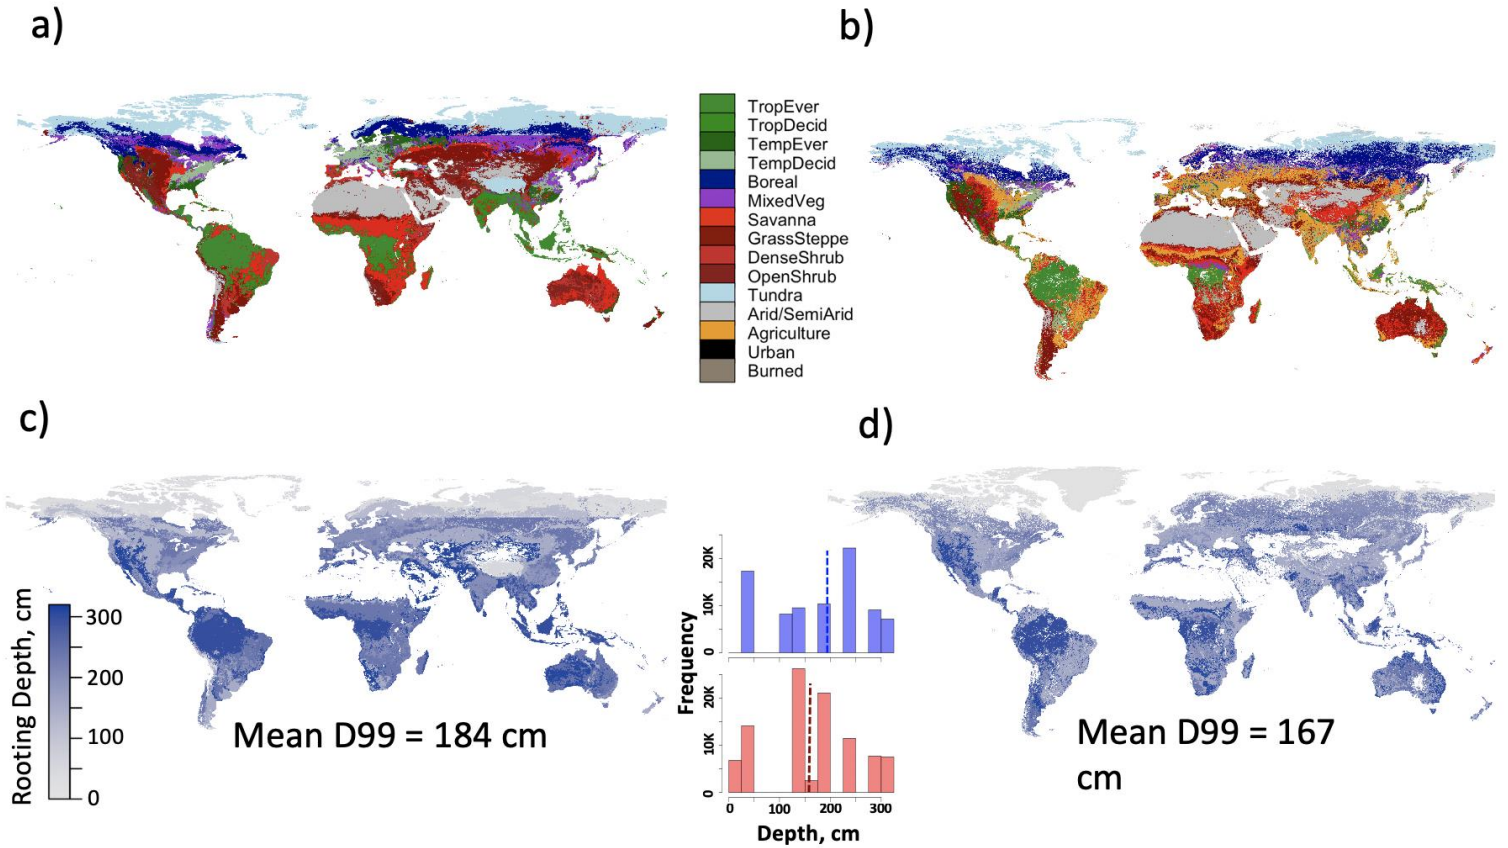 a)
b)
TropEver
TropDecid
TempEver
TempDecid
Boreal
MixedVeg
Savanna
GrassSteppe
DenseShrub
OpenShrub
Tundra
Arid/SemiArid
Agriculture
Urban
Burned
c)
d)
Rooting Depth, cm
300
200
100
0
Mean D99 = 184 cm
Frequency
20K
10K
0
20K
10K
0
0 100 200 300
Depth, cm
Mean D99 = 167
cm